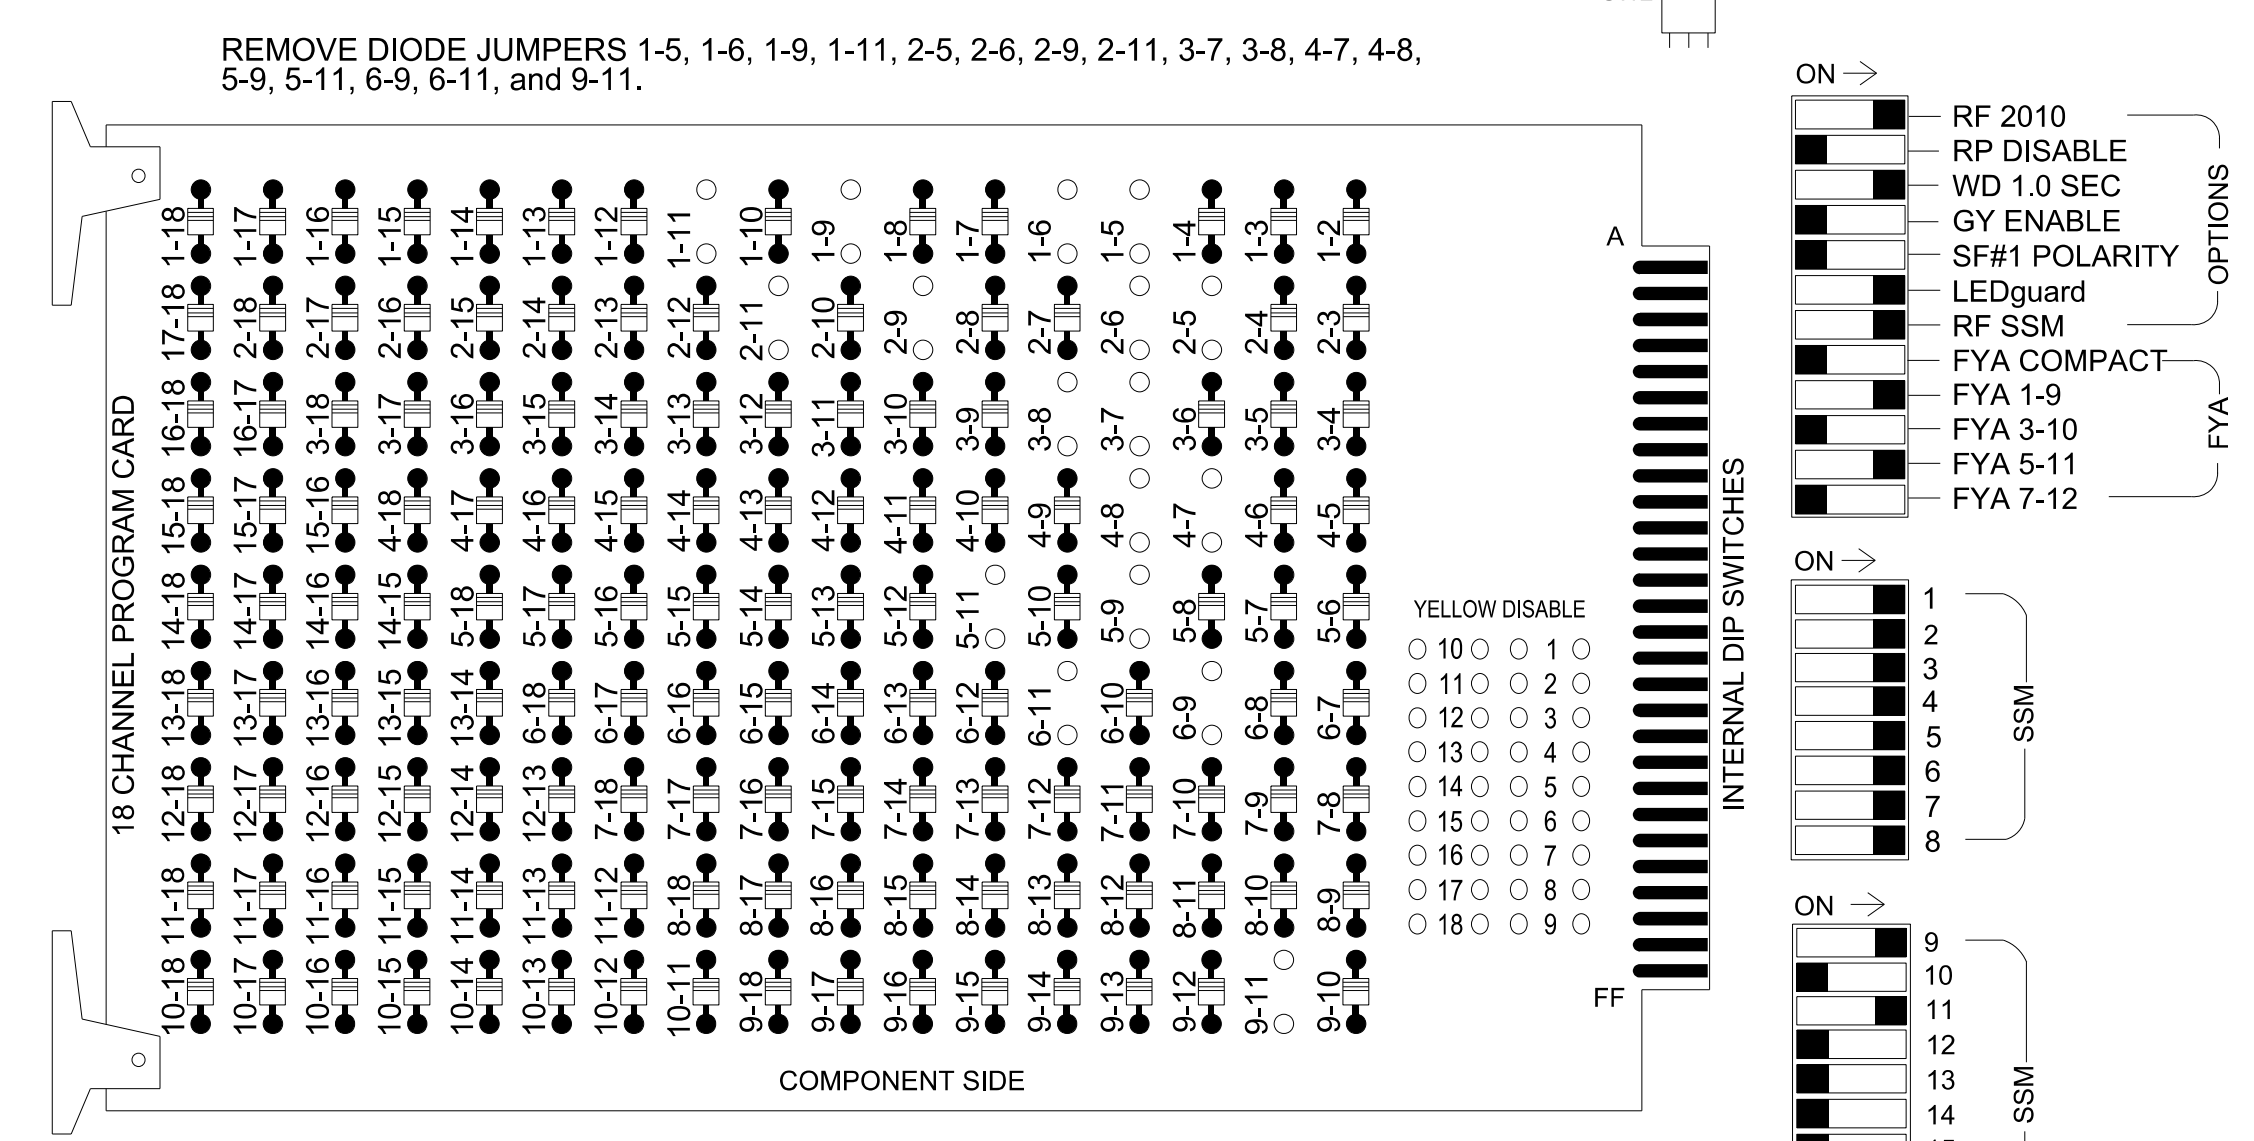 REMOVE DIODE JUMPERS 1-5, 1-6, 1-9, 1-11, 2-5, 2-6, 2-9, 2-11, 3-7, 3-8, 4-7, 4-8,
5-9, 5-11, 6-9, 6-11, and 9-11.
18 CHANNEL PROGRAM CARD
1-18 1-17 1-16 1-15 1-14 1-13 1-12 1-11 1-10 1-9 1-8 1-7 1-6 1-5 1-4 1-3 1-2
17-18 2-18 2-17 2-16 2-15 2-14 2-13 2-12 2-11 2-10 2-9 2-8 2-7 2-6 2-5 2-4 2-3
16-18 16-17 3-18 3-17 3-16 3-15 3-14 3-13 3-12 3-11 3-10 3-9 3-8 3-7 3-6 3-5 3-4
15-18 15-17 15-16 4-18 4-17 4-16 4-15 4-14 4-13 4-12 4-11 4-10 4-9 4-8 4-7 4-6 4-5
14-18 14-17 14-16 14-15 5-18 5-17 5-16 5-15 5-14 5-13 5-12 5-11 5-10 5-9 5-8 5-7 5-6
13-18 13-17 13-16 13-15 13-14 6-18 6-17 6-16 6-15 6-14 6-13 6-12 6-11 6-10 6-9 6-8 6-7
12-18 12-17 12-16 12-15 12-14 12-13 7-18 7-17 7-16 7-15 7-14 7-13 7-12 7-11 7-10 7-9 7-8
11-18 11-17 11-16 11-15 11-14 11-13 11-12 8-18 8-17 8-16 8-15 8-14 8-13 8-12 8-11 8-10 8-9
10-18 10-17 10-16 10-15 10-14 10-13 10-12 10-11 9-18 9-17 9-16 9-15 9-14 9-13 9-12 9-11 9-10
COMPONENT SIDE
YELLOW DISABLE
10 1
11 2
12 3
13 4
14 5
15 6
16 7
17 8
18 9
A
FF
INTERNAL DIP SWITCHES
ON
RF 2010
RP DISABLE
WD 1.0 SEC
GY ENABLE
SF#1 POLARITY
LEDguard
RF SSM
OPTIONS
FYA COMPACT
FYA 1-9
FYA 3-10
FYA 5-11
FYA 7-12
FYA
ON
1
2
3
4
5
6
7
8
SSM
ON
9
10
11
12
13
14
SSM